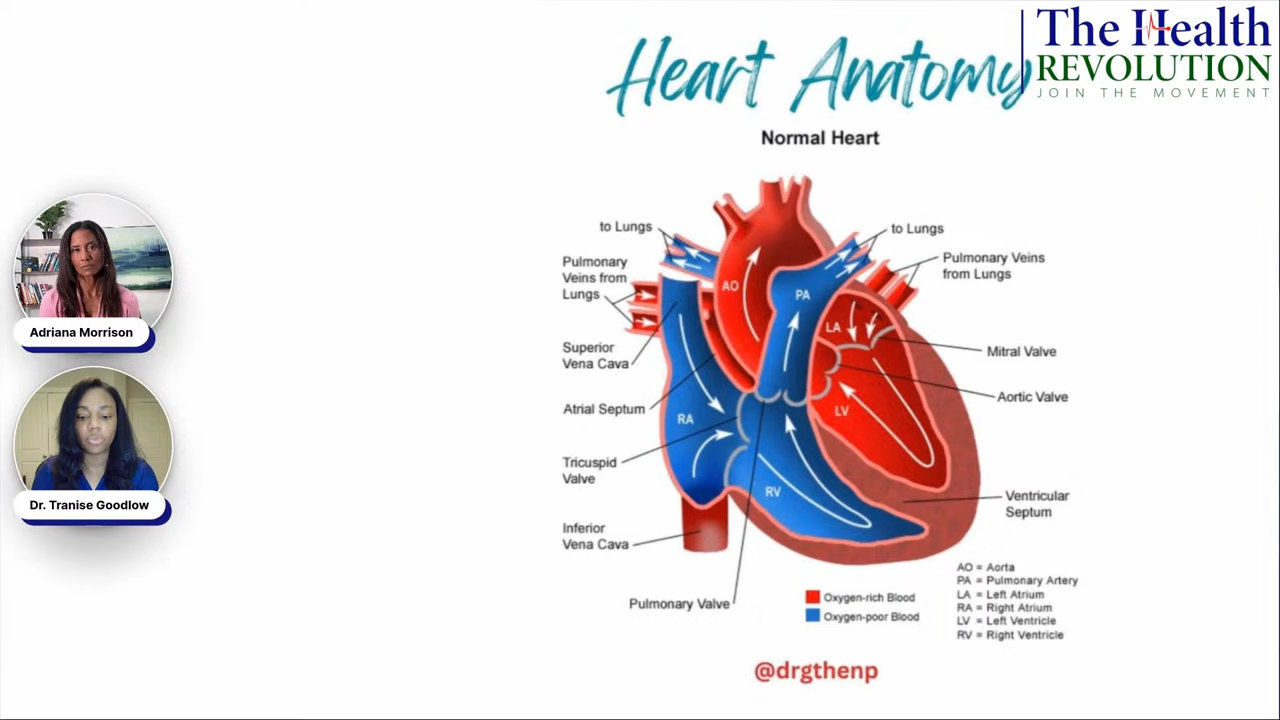 The Health
REVOLUTION
JOIN THE MOVEMENT
Heart Anatomy
Normal Heart
to Lungs
to Lungs
Pulmonary
Veins from
Lungs
Pulmonary Veins
from Lungs
AO
PA
LA
Superior
Vena Cava
Mitral Valve
Atrial Septum
Aortic Valve
RA
LV
Tricuspid
Valve
RV
Ventricular
Septum
Inferior
Vena Cava
Pulmonary Valve
Oxygen-rich Blood
Oxygen-poor Blood
AO = Aorta
PA = Pulmonary Artery
LA = Left Atrium
RA = Right Atrium
LV = Left Ventricle
RV = Right Ventricle
@drgthenp
Adriana Morrison
Dr. Tranise Goodlow